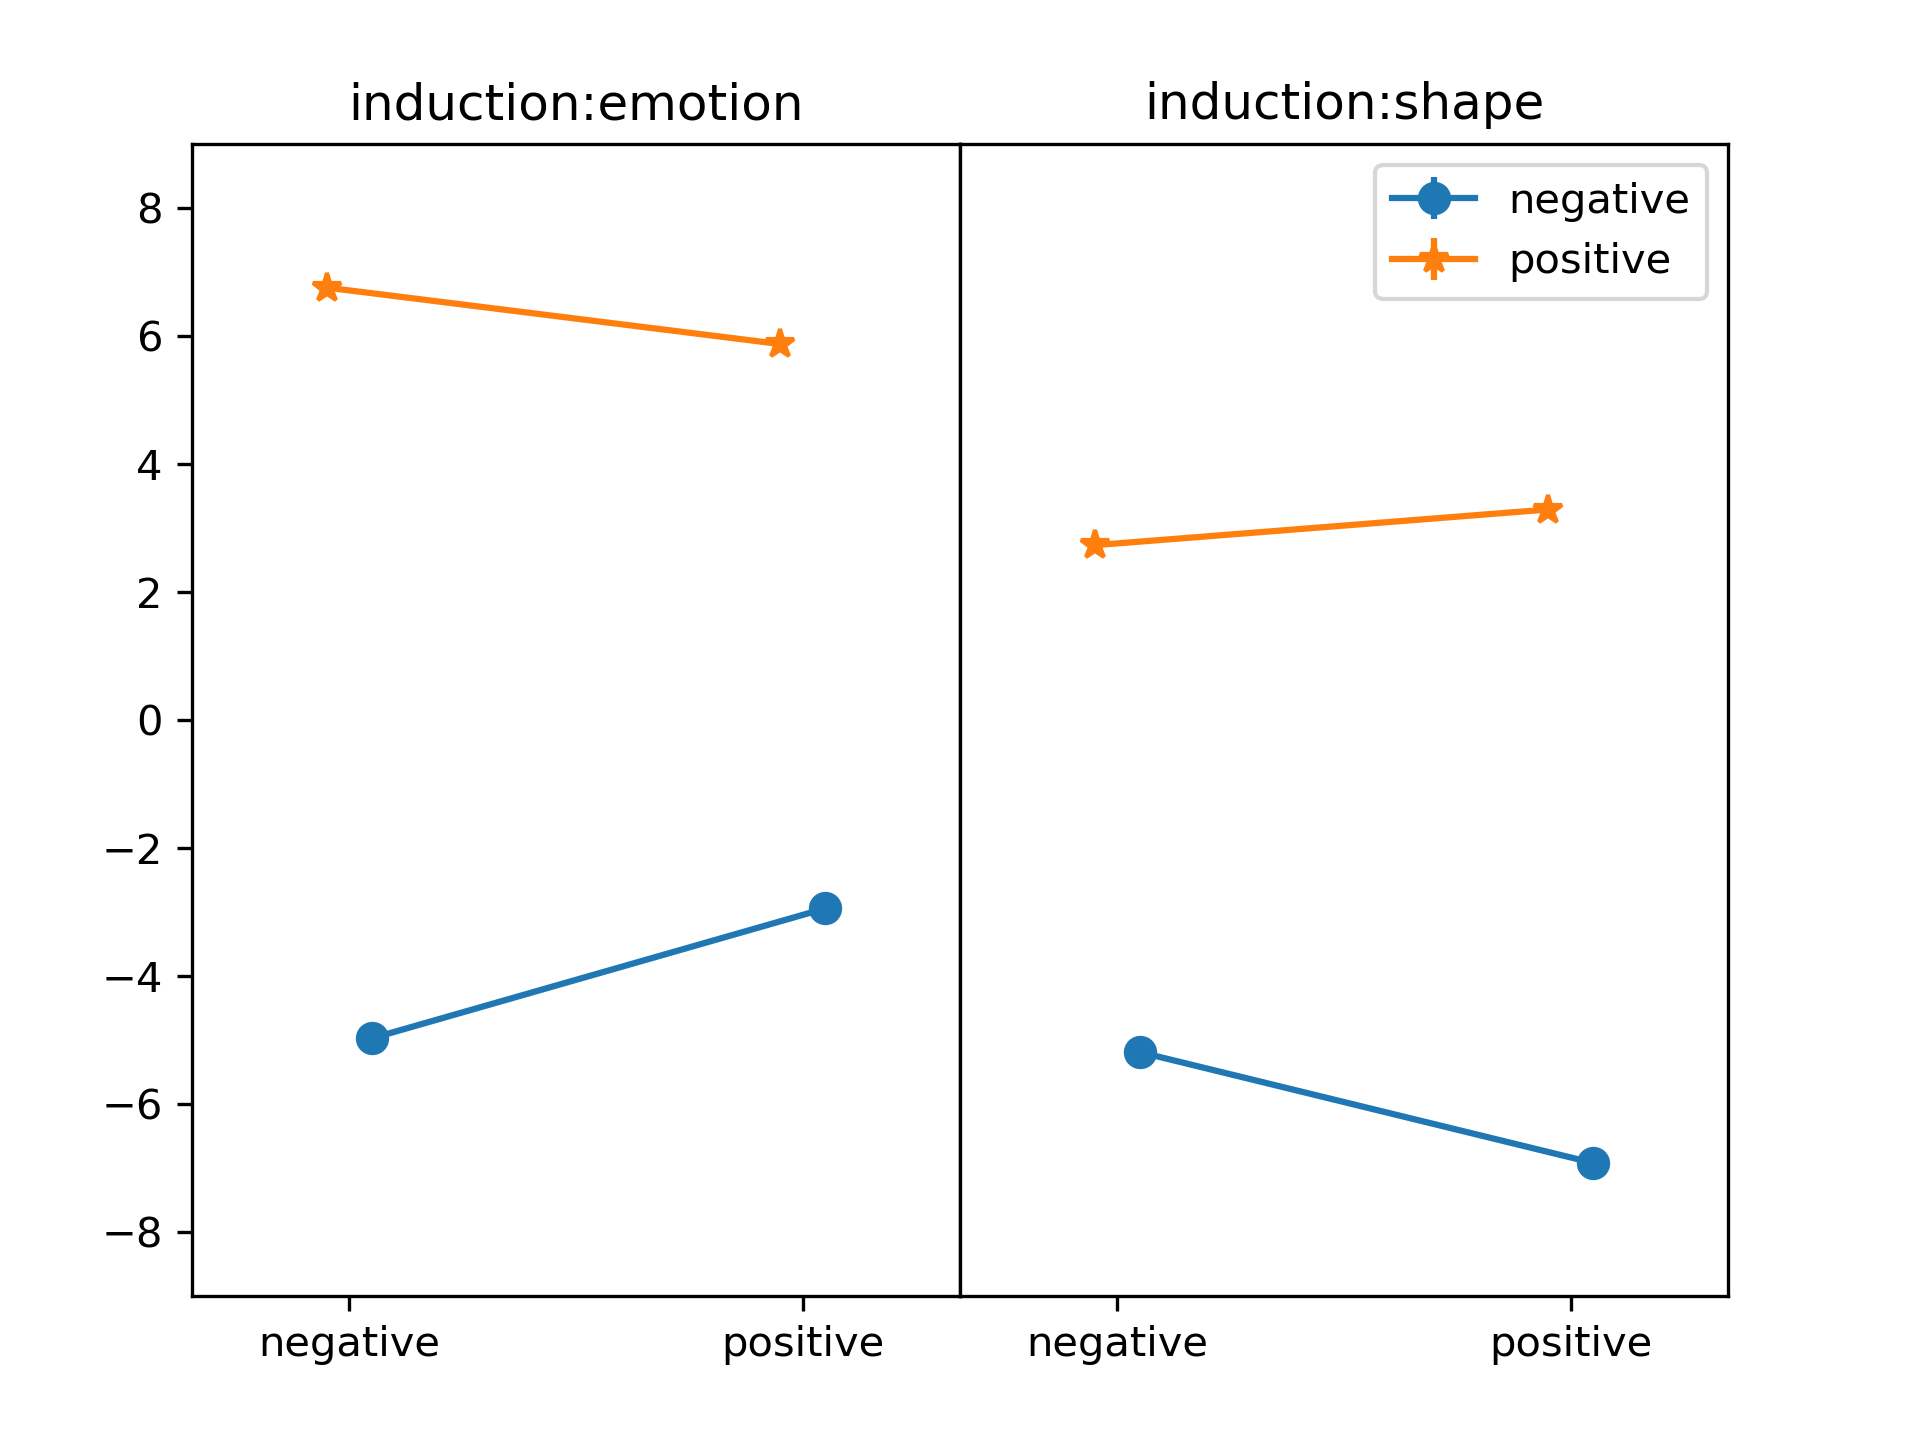 induction:emotion
induction:shape
negative
positive
8
6
4
2
0
−2
−4
−6
−8
negative
positive
negative
positive